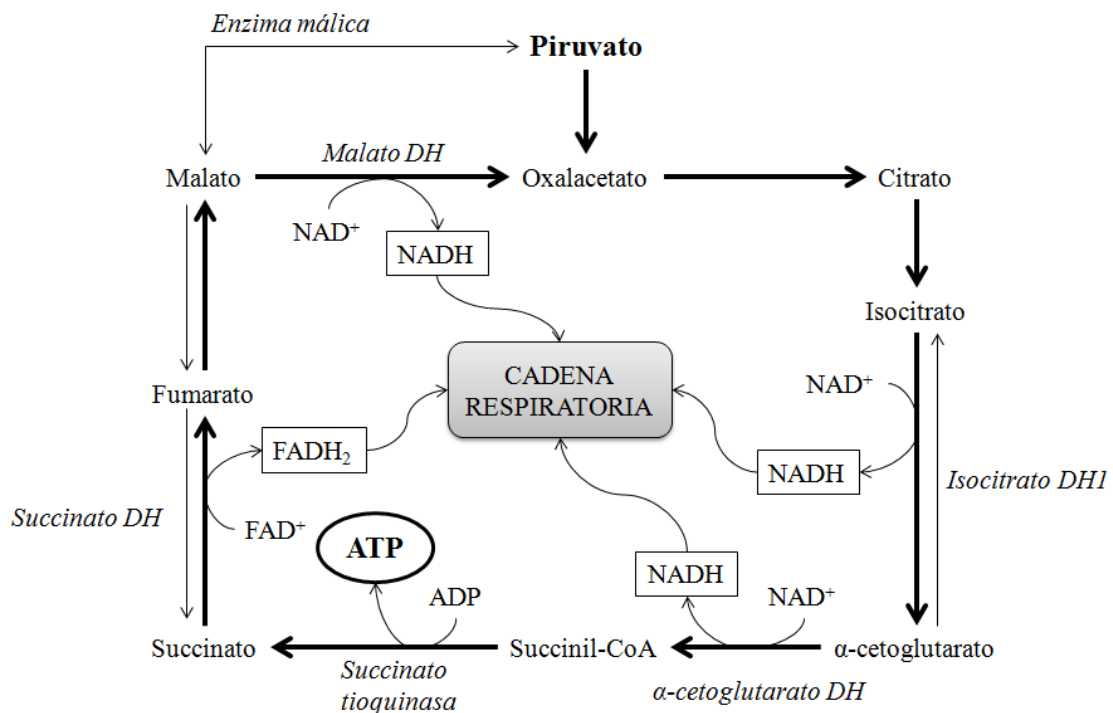 Enzima málica
Piruvato
Malato DH
Malato
Oxalacetato
Citrato
NAD⁺
NADH
Isocitrato
CADENA
RESPIRATORIA
NAD⁺
Fumarato
FADH₂
NADH
Isocitrato DH1
Succinato DH
FAD⁺
ATP
NADH
ADP
NAD⁺
Succinato
Succinil-CoA
α-cetoglutarato
Succinato
tioquinasa
α-cetoglutarato DH